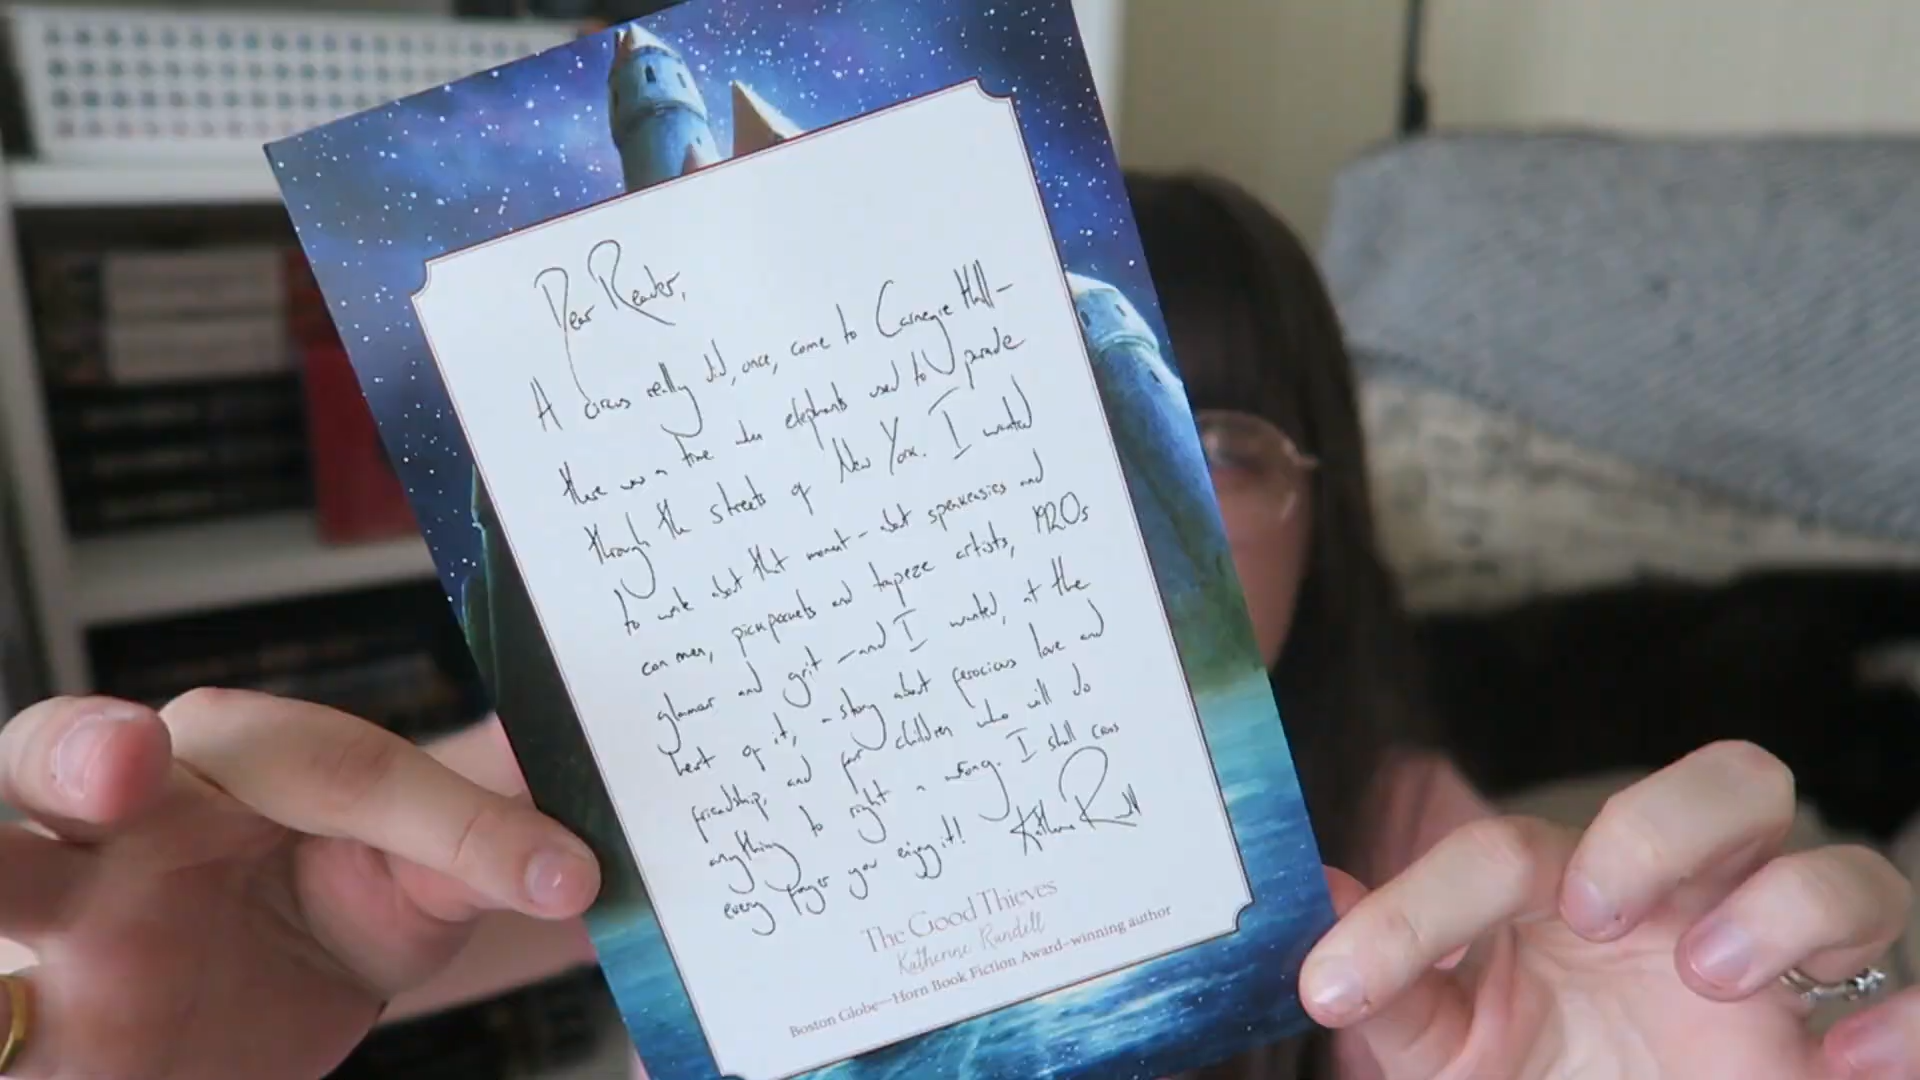 Dear Reader,
A circus really did, once, come to Carnegie Hall—
there was a time when elephants used to parade
through the streets of New York. I wanted
to write about that moment - about speakeasies and
con men, pickpockets and trapeze artists, 1920s
glamour and grit - and I wanted, at the
heart of it, a story about ferocious love and
friendship, and for children who will do
anything to right a wrong. I shall cross
every finger you enjoy it!
Katherine Rundell
The Good Thieves
Katherine Rundell
Boston Globe—Horn Book Fiction Award–winning author